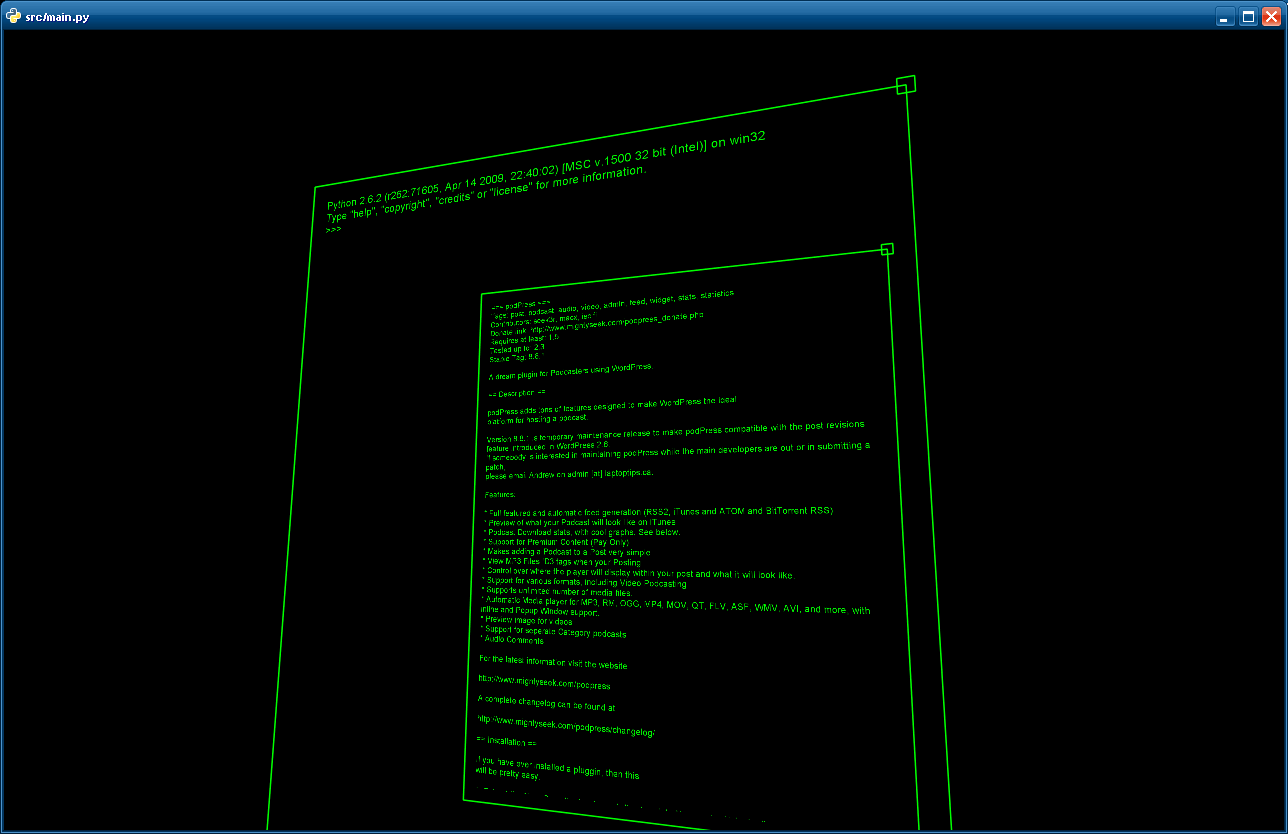 src/main.py
Python 2.6.2 (r262:71605, Apr 14 2009, 22:40:02) [MSC v.1500 32 bit (Intel)] on win32
Type "help", "copyright", "credits" or "license" for more information.
>>>
=== podPress ===
Tags: post, podcast, audio, video, admin, feed, widget, stats, statistics
Contributors:
Donate link: http://www.mightyseek.com/podpress_donate.php
Requires at least: 1.5
Tested up to: 2.3
Stable Tag: 8.8.1
A dream plugin for Podcasters using WordPress.
== Description ==
podPress adds tons of features designed to make WordPress the ideal
platform for hosting a podcast.
Version 8.8.1 is temporary maintenance release to make podPress compatible with the post revisions
feature introduced in WordPress 2.6
If somebody is interested in maintaining podPress while the main developers are out or in submitting a
patch,
please email Andrew on admin [at] laptoptips.ca.
Features:
* Full featured and automatic feed generation (RSS2, iTunes and ATOM and BitTorrent RSS)
* Preview of what your Podcast will look like on iTunes
* Podcast Download stats, with cool graphs. See below.
* Support for Premium Content (Pay Only)
* Makes adding a Podcast to a Post very simple
* View MP3 Files ID3 tags when your Posting
* Control over where the player will display within your post and what it will look like
* Support for various formats, including Video Podcasting
* Supports unlimited number of media files.
* Automatic Media player for MP3, RM, OGG, MP4, MOV, QT, FLV, ASF, WMV, AVI, and more, with
inline and Popup Window support.
* Preview image for videos
* Support for seperate Category podcasts
* Audio Comments
For the latest information visit the website
http://www.mightyseek.com/podpress
A complete changelog can be found at
http://www.mightyseek.com/podpress/changelog/
== Installation ==
If you have ever installed a pluggin, then this
will be pretty easy.